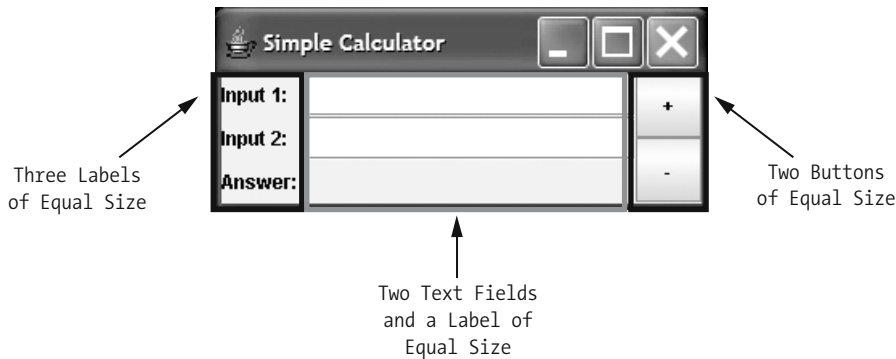 Simple Calculator
Input 1:
+
Input 2:
Answer:
-
Three Labels
of Equal Size
Two Buttons
of Equal Size
Two Text Fields
and a Label of
Equal Size